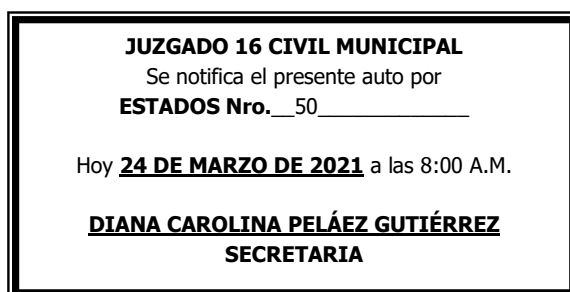 JUZGADO 16 CIVIL MUNICIPAL
Se notifica el presente auto por
ESTADOS Nro.__50_____________
Hoy 24 DE MARZO DE 2021 a las 8:00 A.M.
DIANA CAROLINA PELÁEZ GUTIÉRREZ
SECRETARIA